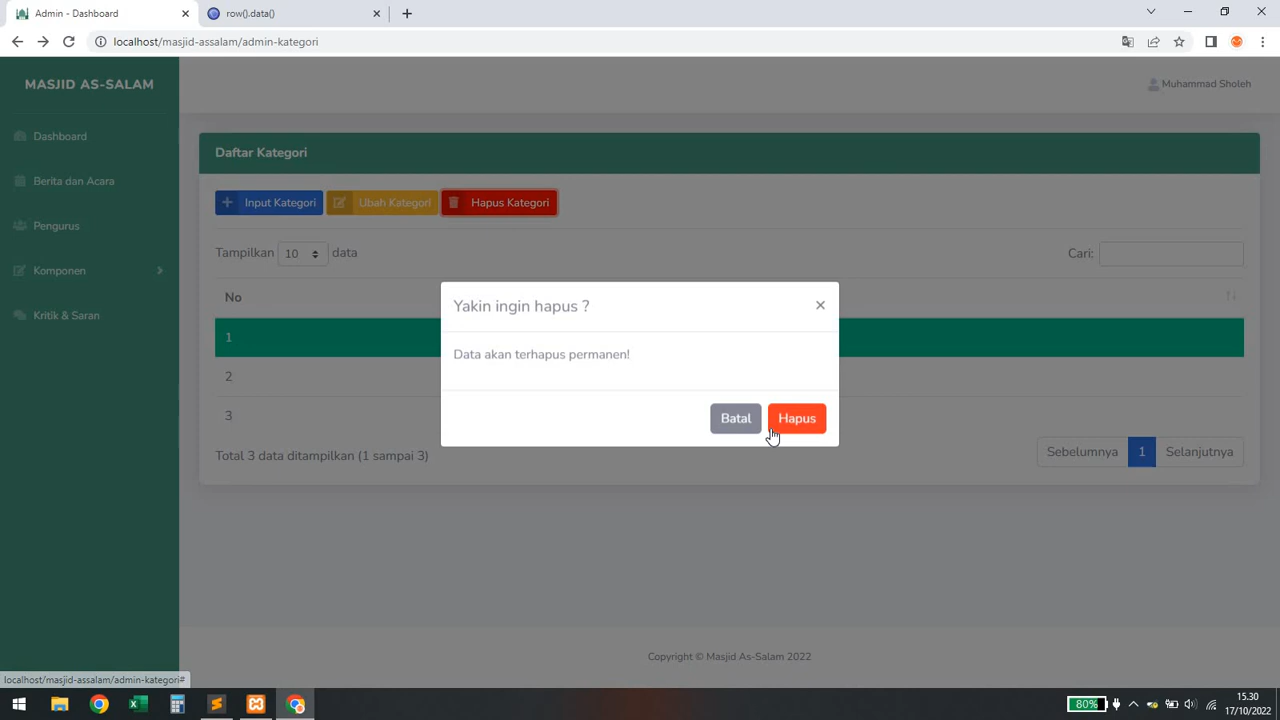 Admin - Dashboard
row().data()
localhost/masjid-assalam/admin-kategori
MASJID AS-SALAM
Muhammad Sholeh
Dashboard
Berita dan Acara
Pengurus
Komponen
Kritik & Saran
Daftar Kategori
Input Kategori
Ubah Kategori
Hapus Kategori
Tampilkan 10 data
Cari:
No
1
2
3
Yakin ingin hapus ?
×
Data akan terhapus permanen!
Batal
Hapus
Total 3 data ditampilkan (1 sampai 3)
Sebelumnya 1 Selanjutnya
Copyright © Masjid As-Salam 2022
localhost/masjid-assalam/admin-kategori#
80%
15.30
17/10/2022